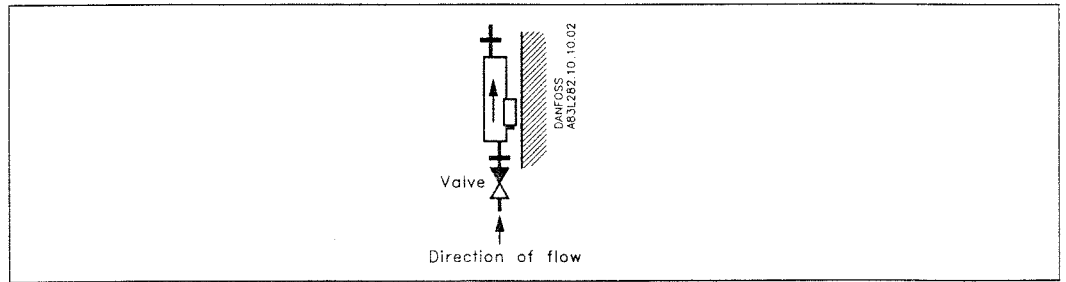 DANFOSS
A83L282.10.10.02
Valve
Direction of flow